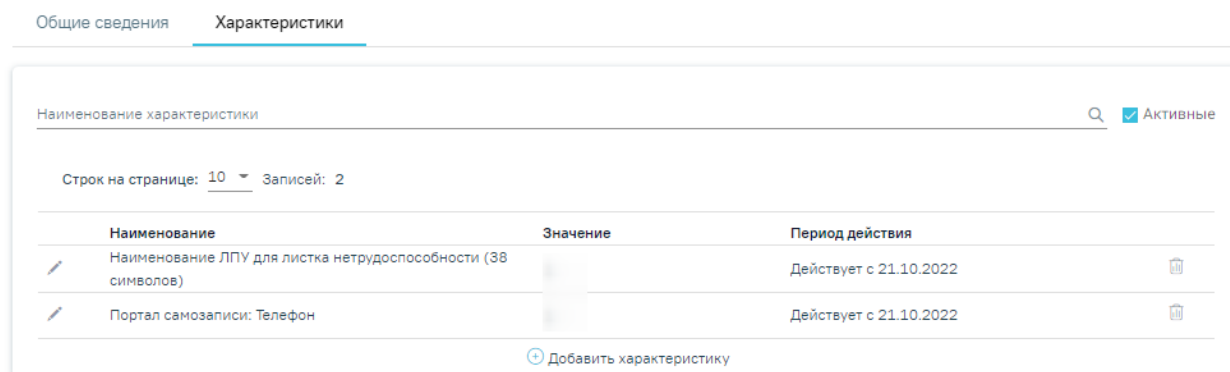 Общие сведения Характеристики
Наименование характеристики Активные
Строк на странице: 10 Записей: 2
Наименование Значение Период действия
Наименование ЛПУ для листка нетрудоспособности (38
символов) Действует с 21.10.2022
Портал самозаписи: Телефон Действует с 21.10.2022
Добавить характеристику